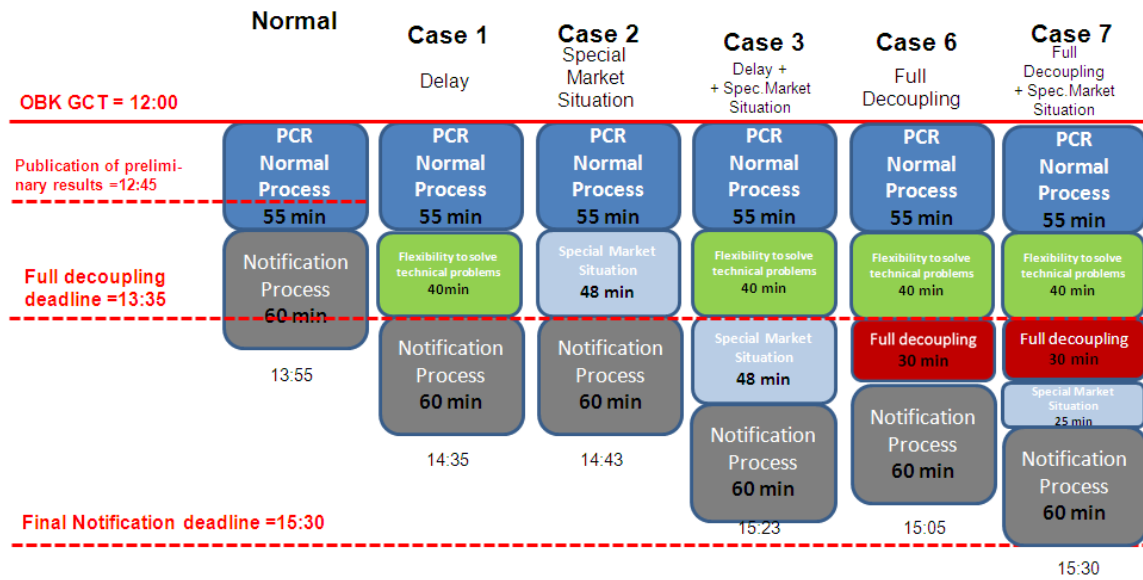 Normal
Case 1
Delay
Case 2
Special
Market
Situation
Case 3
Delay +
+ Spec.Market
Situation
Case 6
Full
Decoupling
Case 7
Full
Decoupling
+ Spec.Market
Situation
OBK GCT = 12:00
Publication of prelimi-
nary results =12:45
Full decoupling
deadline =13:35
Final Notification deadline =15:30
PCR
Normal
Process
55 min
Notification
Process
60 min
13:55
PCR
Normal
Process
55 min
Flexibility to solve
technical problems
40min
Notification
Process
60 min
14:35
PCR
Normal
Process
55 min
Special Market
Situation
48 min
Notification
Process
60 min
14:43
PCR
Normal
Process
55 min
Flexibility to solve
technical problems
40 min
Special Market
Situation
48 min
Notification
Process
60 min
15:23
PCR
Normal
Process
55 min
Flexibility to solve
technical problems
40 min
Full decoupling
30 min
Notification
Process
60 min
15:05
PCR
Normal
Process
55 min
Flexibility to solve
technical problems
40 min
Full decoupling
30 min
Special Market
Situation
25 min
Notification
Process
60 min
15:30